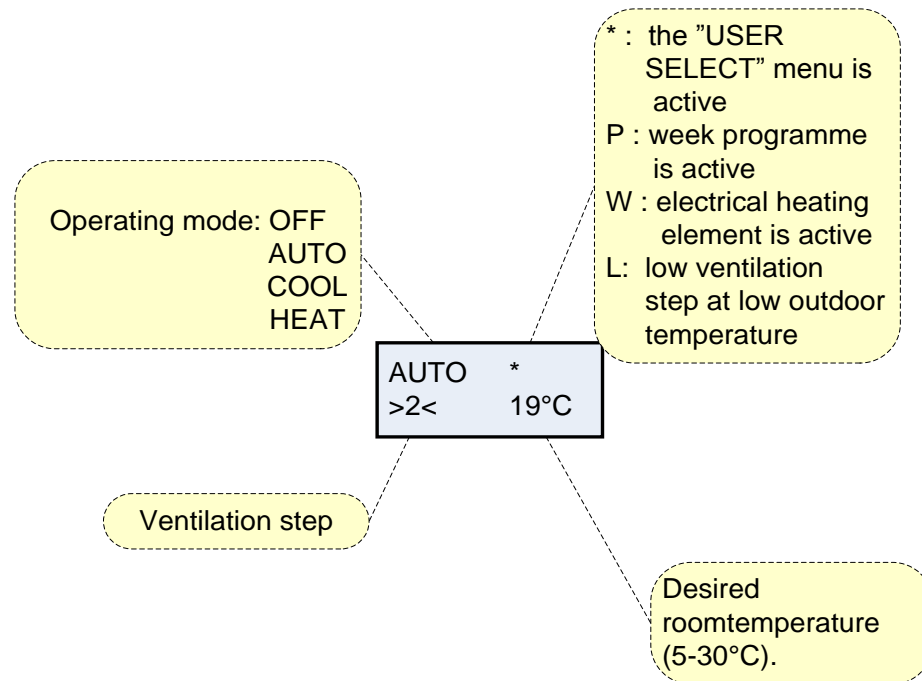 * :  the ”USER
SELECT” menu is
active
P : week programme
is active
W : electrical heating
element is active
L:  low ventilation
step at low outdoor
temperature
Operating mode: OFF
AUTO
COOL
HEAT
AUTO    *
>2<    19°C
Ventilation step
Desired
roomtemperature
(5-30°C).